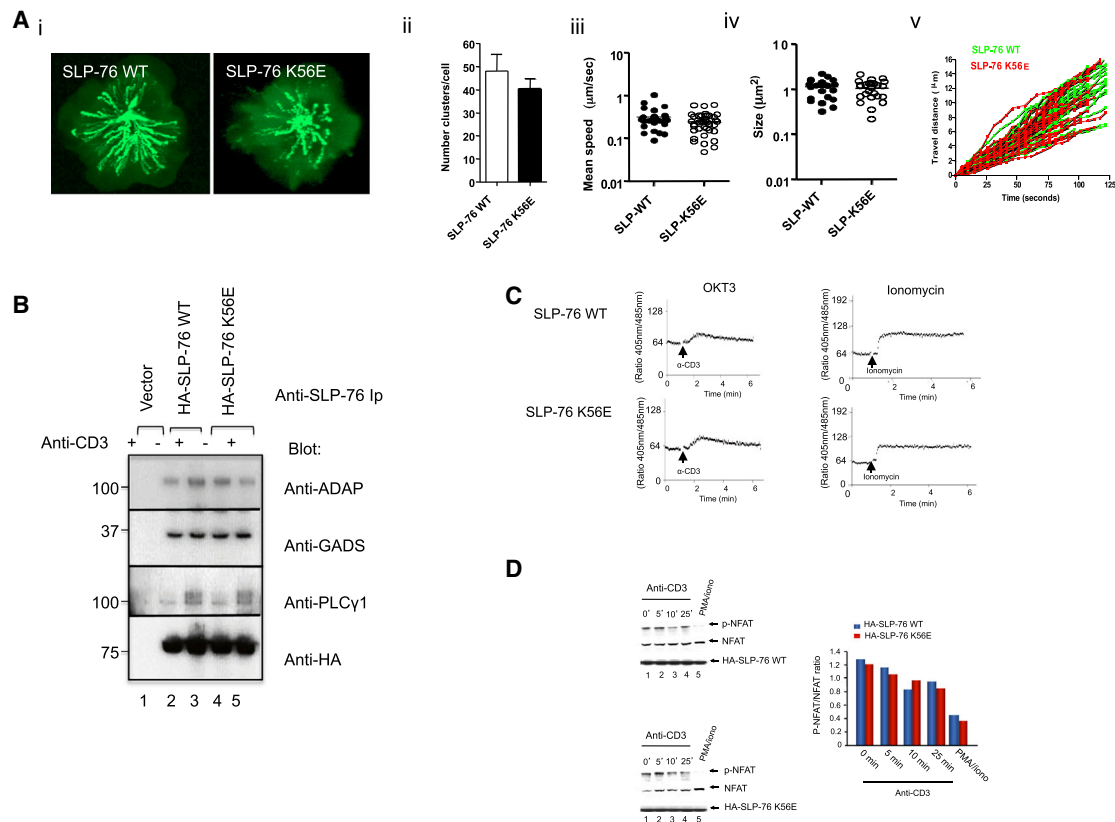 A
i
SLP-76 WT
SLP-76 K56E
ii
Number clusters/cell
60
50
40
30
20
10
0
SLP-76 WT
SLP-76 K56E
iii
Mean speed (μm/sec)
10
1
0.1
0.01
SLP-WT
SLP-K56E
iv
Size (μm²)
10
1
0.1
0.01
SLP-WT
SLP-K56E
v
SLP-76 WT
SLP-76 K56E
Travel distance (μm)
16
14
12
10
8
6
4
2
0
0 25 50 75 100 125
Time (seconds)
B
Vector
HA-SLP-76 WT
HA-SLP-76 K56E
Anti-SLP-76 Ip
Anti-CD3 + - + - +
Blot:
100 Anti-ADAP
37 Anti-GADS
100 Anti-PLCγ1
75 Anti-HA
1 2 3 4 5
C
OKT3
Ionomycin
SLP-76 WT
(Ratio 405nm/485nm)
128
64
0
α-CD3
0 2 4 6
Time (min)
(Ratio 405nm/485nm)
192
128
64
0
Ionomycin
0 2 4 6
Time (min)
SLP-76 K56E
(Ratio 405nm/485nm)
128
64
0
α-CD3
0 2 4 6
Time (min)
(Ratio 405nm/485nm)
192
128
64
0
Ionomycin
0 2 4 6
Time (min)
D
Anti-CD3
0' 5' 10' 25' PMA/iono
p-NFAT
NFAT
HA-SLP-76 WT
1 2 3 4 5
Anti-CD3
0' 5' 10' 25' PMA/iono
p-NFAT
NFAT
HA-SLP-76 K56E
1 2 3 4 5
HA-SLP-76 WT
HA-SLP-76 K56E
P-NFAT/NFAT ratio
1.4
1.2
1.0
0.8
0.6
0.4
0.2
0
0 min
5 min
10 min
25 min
PMA//iono
Anti-CD3